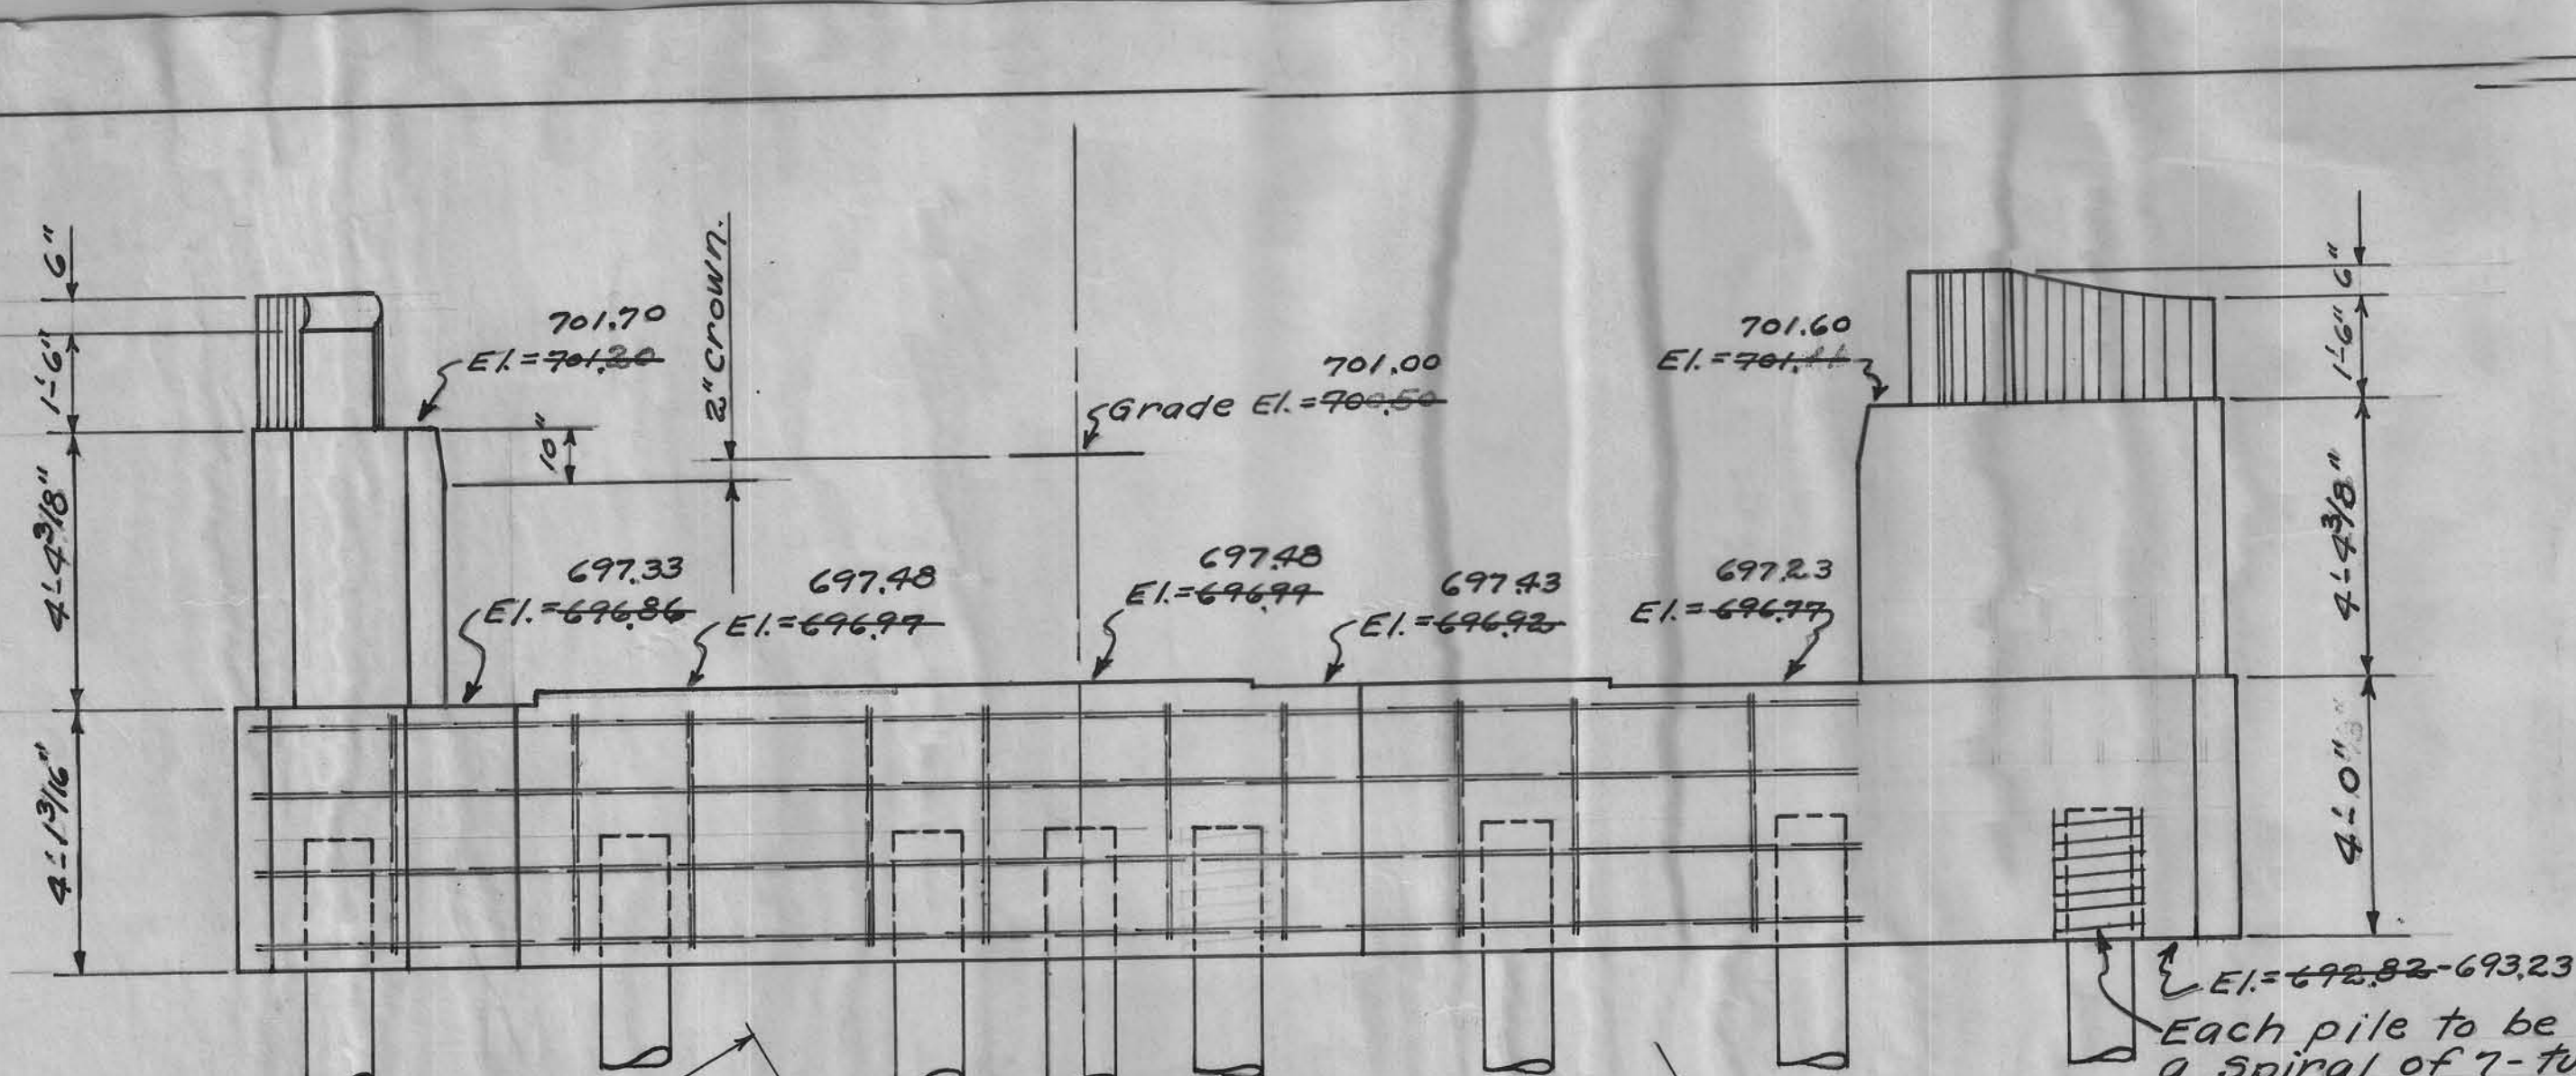 6"
1'-6"
4'-4 3/8"
4'-1 3/16"
701.70
El.=701.20
10"
2" crown.
701.00
Grade El.=700.50
701.60
El.=701.
6"
1'-6"
4'-4 3/8"
4'-0"
697.33
El.=696.86
697.48
El.=696.97
697.48
El.=696.99
697.43
El.=696.92
697.23
El.=696.77
El.=692.82-693.23
Each pile to be
a spiral of 7-tu